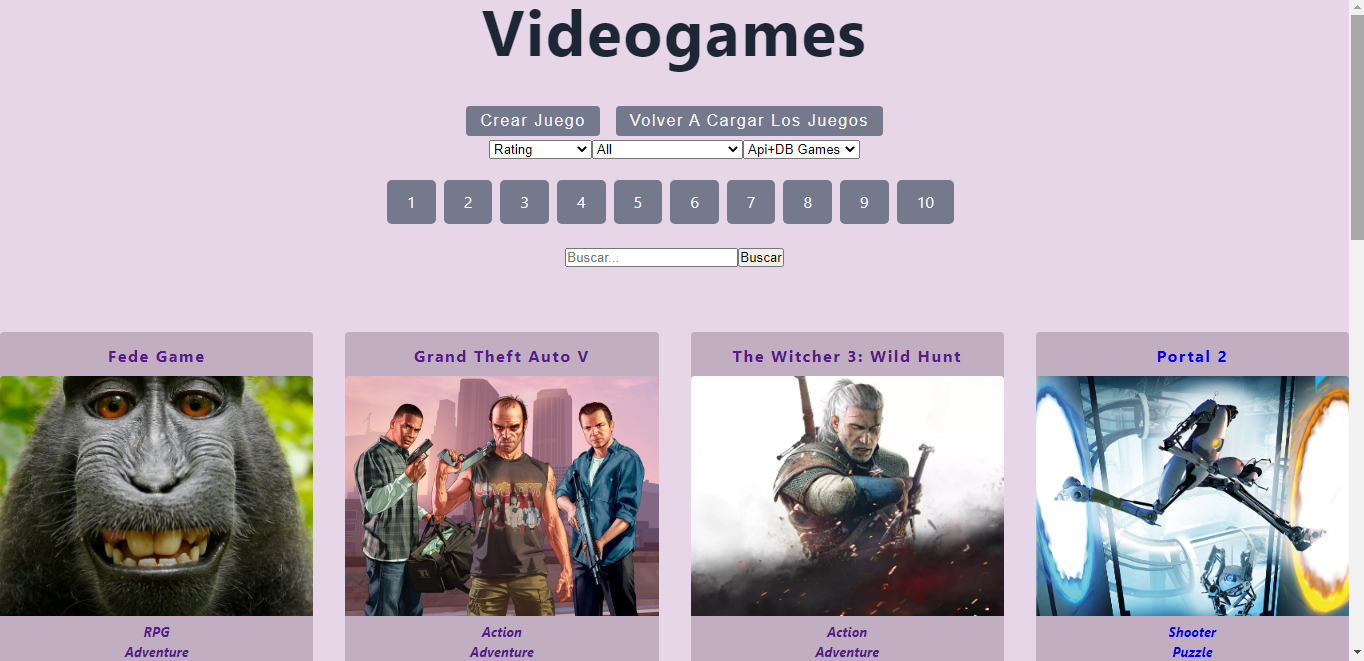 Videogames
Crear Juego Volver A Cargar Los Juegos
Rating All Api+DB Games
1 2 3 4 5 6 7 8 9 10
Buscar... Buscar
Fede Game Grand Theft Auto V The Witcher 3: Wild Hunt Portal 2
RPG Action Action Shooter
Adventure Adventure Adventure Puzzle